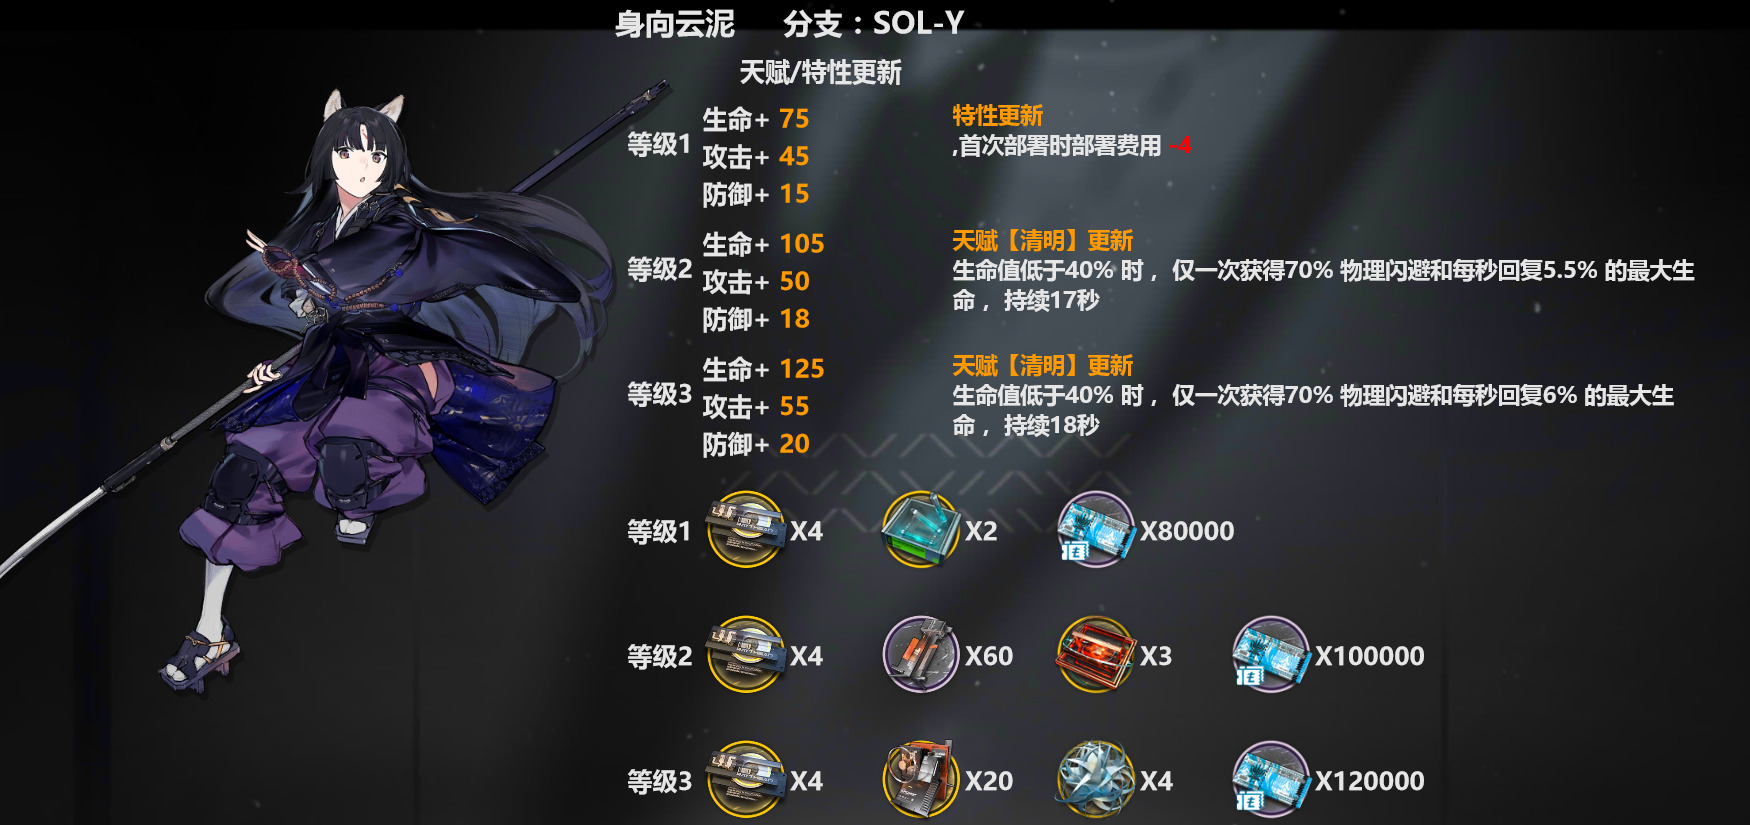 身向云泥 分支：SOL-Y
天赋/特性更新
等级1
生命+ 75
攻击+ 45
防御+ 15
特性更新
,首次部署时部署费用 -4
等级2
生命+ 105
攻击+ 50
防御+ 18
天赋【清明】更新
生命值低于40% 时， 仅一次获得70% 物理闪避和每秒回复5.5% 的最大生
命， 持续17秒
等级3
生命+ 125
攻击+ 55
防御+ 20
天赋【清明】更新
生命值低于40% 时， 仅一次获得70% 物理闪避和每秒回复6% 的最大生
命， 持续18秒
等级1 X4 X2 X80000
等级2 X4 X60 X3 X100000
等级3 X4 X20 X4 X120000